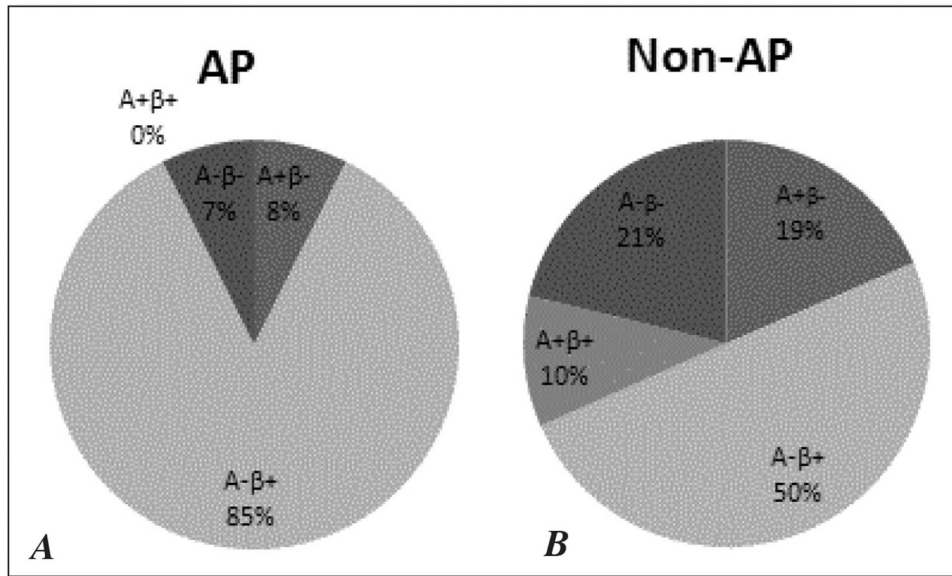 AP
A+β+
0%
A-β-
7%
A+β-
8%
A-β+
85%
A
Non-AP
A-β-
21%
A+β-
19%
A+β+
10%
A-β+
50%
B